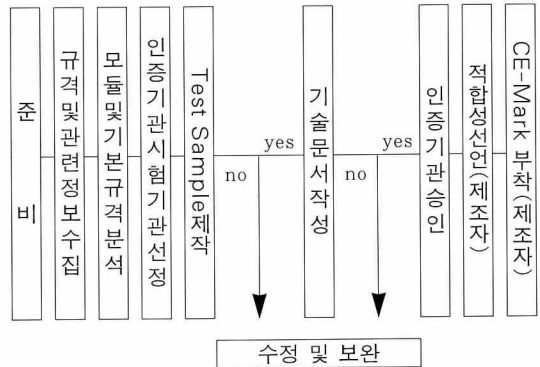 준비
규격및관련정보수집
모듈및기본규격분석
인증기관시험기관선정
Test Sample제작
yes
no
기술문서작성
yes
no
인증기관승인
적합성선언(제조자)
CE-Mark 부착(제조자)
수정 및 보완